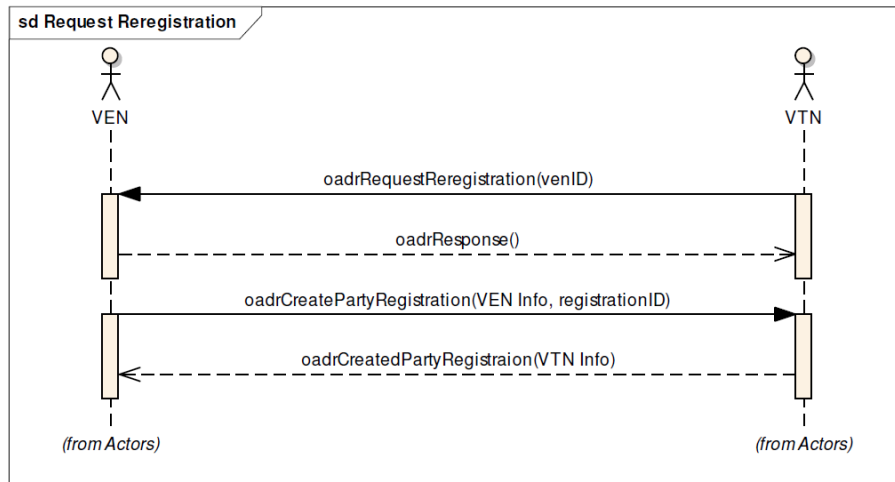 sd Request Reregistration
VEN
VTN
oadrRequestReregistration(venID)
oadrResponse()
oadrCreatePartyRegistration(VEN Info, registrationID)
oadrCreatedPartyRegistraion(VTN Info)
(from Actors)
(from Actors)